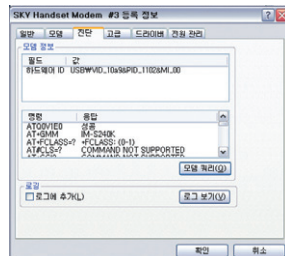 SKY Handset Modem #3 등록 정보
일반 모뎀 진단 고급 드라이버 전원 관리
모뎀 정보
필드 값
하드웨어 ID USB₩VID_10a9&PID_1102&MI_00
명령 응답
ATQ0V1E0 성공
AT+GMM IM-S240K
AT+FCLASS=? +FCLASS: (0-1)
AT#CLS=? COMMAND NOT SUPPORTED
COMMAND NOT SUPPORTED
모뎀 쿼리(Q)
로깅
로그에 추가(L)
로그 보기(V)
확인 취소